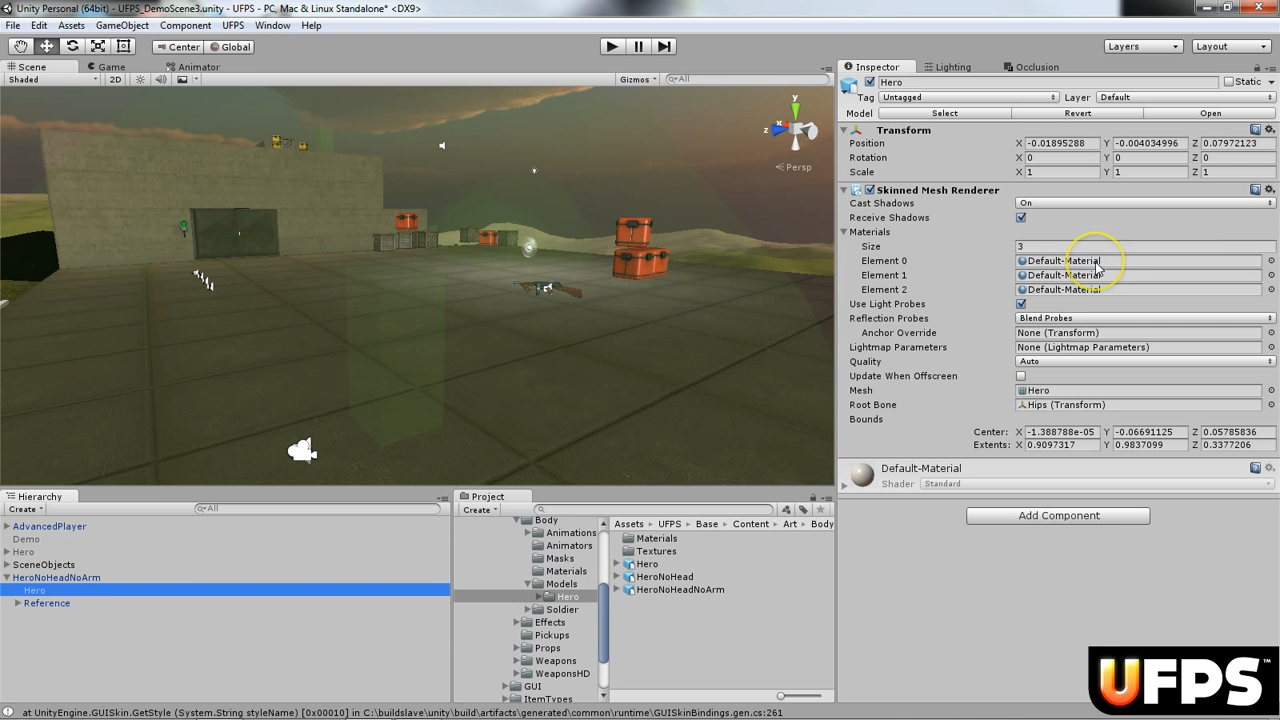 Unity Personal (64bit) - UFPS_DemoScene3.unity - UFPS - PC, Mac & Linux Standalone* <DX9>
File Edit Assets GameObject Component UFPS Window Help
Center Global Layers Layout
Scene Game Animator
Shaded 2D Gizmos All
y
x
z
Persp
Inspector Lighting Occlusion
Hero Static
Tag Untagged Layer Default
Model Select Revert Open
Transform
Position X -0.01895288 Y -0.004034996 Z 0.07972123
Rotation X 0 Y 0 Z 0
Scale X 1 Y 1 Z 1
Skinned Mesh Renderer
Cast Shadows On
Receive Shadows
Materials
Size 3
Element 0 Default-Material
Element 1 Default-Material
Element 2 Default-Material
Use Light Probes
Reflection Probes Blend Probes
Anchor Override None (Transform)
Lightmap Parameters None (Lightmap Parameters)
Quality Auto
Update When Offscreen
Mesh Hero
Root Bone Hips (Transform)
Bounds
Center: X -1.388788e-05 Y -0.06691125 Z 0.05785836
Extents: X 0.9097317 Y 0.9837099 Z 0.3377206
Default-Material
Shader Standard
Add Component
Hierarchy
Create All
AdvancedPlayer
Demo
Hero
SceneObjects
HeroNoHeadNoArm
Hero
Reference
Project
Create
Body
Animations
Animators
Masks
Materials
Models
Hero
Soldier
Effects
Pickups
Props
Weapons
WeaponsHD
GUI
ItemTypes
Assets UFPS Base Content Art Body
Materials
Textures
Hero
HeroNoHead
HeroNoHeadNoArm
UFPS™
at UnityEngine.GUISkin.GetStyle (System.String styleName) [0x00010] in C:\buildslave\unity\build\artifacts\generated\common\runtime\GUISkinBindings.gen.cs:261